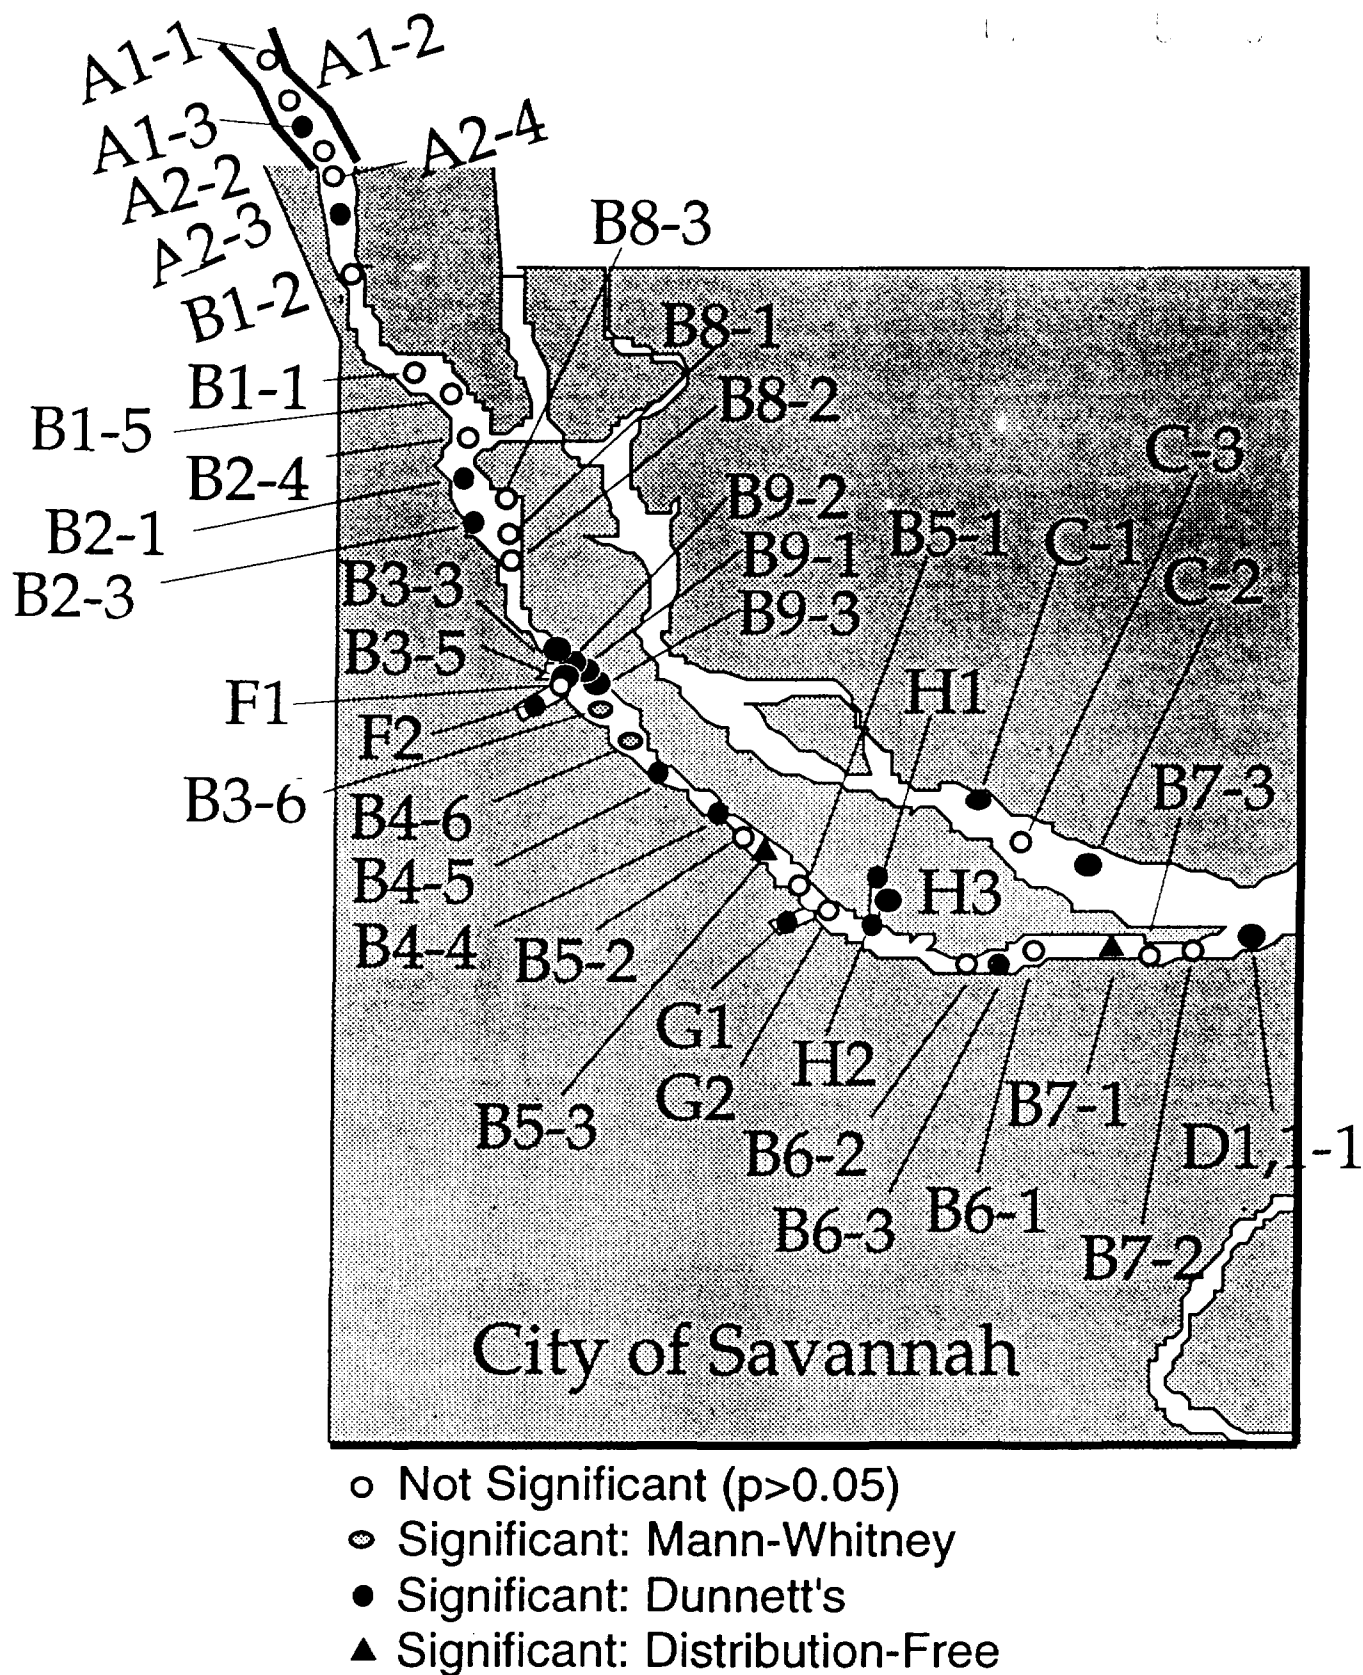 A1-1
A1-2
A1-3
A2-4
A2-2
A2-3
B8-3
B1-2
B8-1
B1-1
B8-2
B1-5
C-3
B2-4
B9-2
B2-1
B5-1
C-1
B9-1
B2-3
B3-3
C-2
B9-3
B3-5
F1
H1
F2
B3-6
B7-3
B4-6
B4-5
H3
B4-4
B5-2
G1
H2
G2
B7-1
B5-3
B6-2
D1,1-1
B6-3
B6-1
B7-2
City of Savannah
Not Significant (p>0.05)
Significant: Mann-Whitney
Significant: Dunnett's
Significant: Distribution-Free